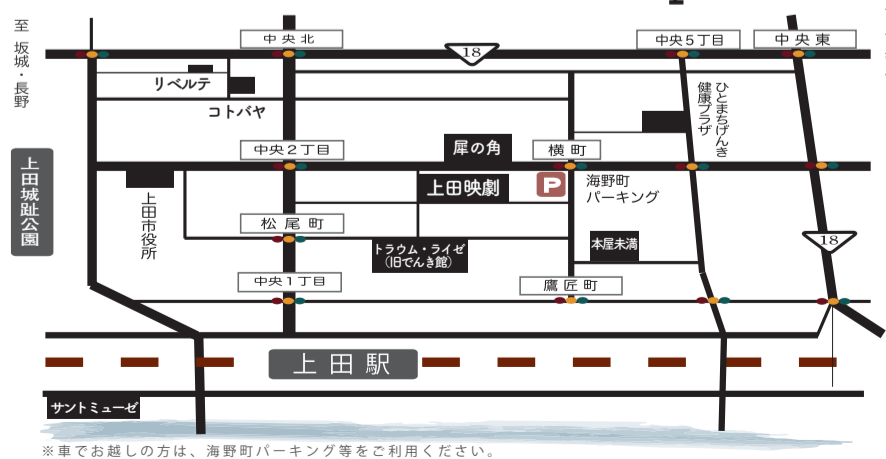 至 坂城・長野
中央北
18
中央5丁目
中央東
リベルテ
コトバヤ
ひとまちげんき
健康プラザ
中央2丁目
犀の角
横町
上田城趾公園
上田市役所
上田映劇
P
海野町
パーキング
松尾町
トラウム・ライゼ
(旧でんき館)
本屋未満
18
中央1丁目
鷹匠町
上田駅
サントミューゼ
※車でお越しの方は、海野町パーキング等をご利用ください。